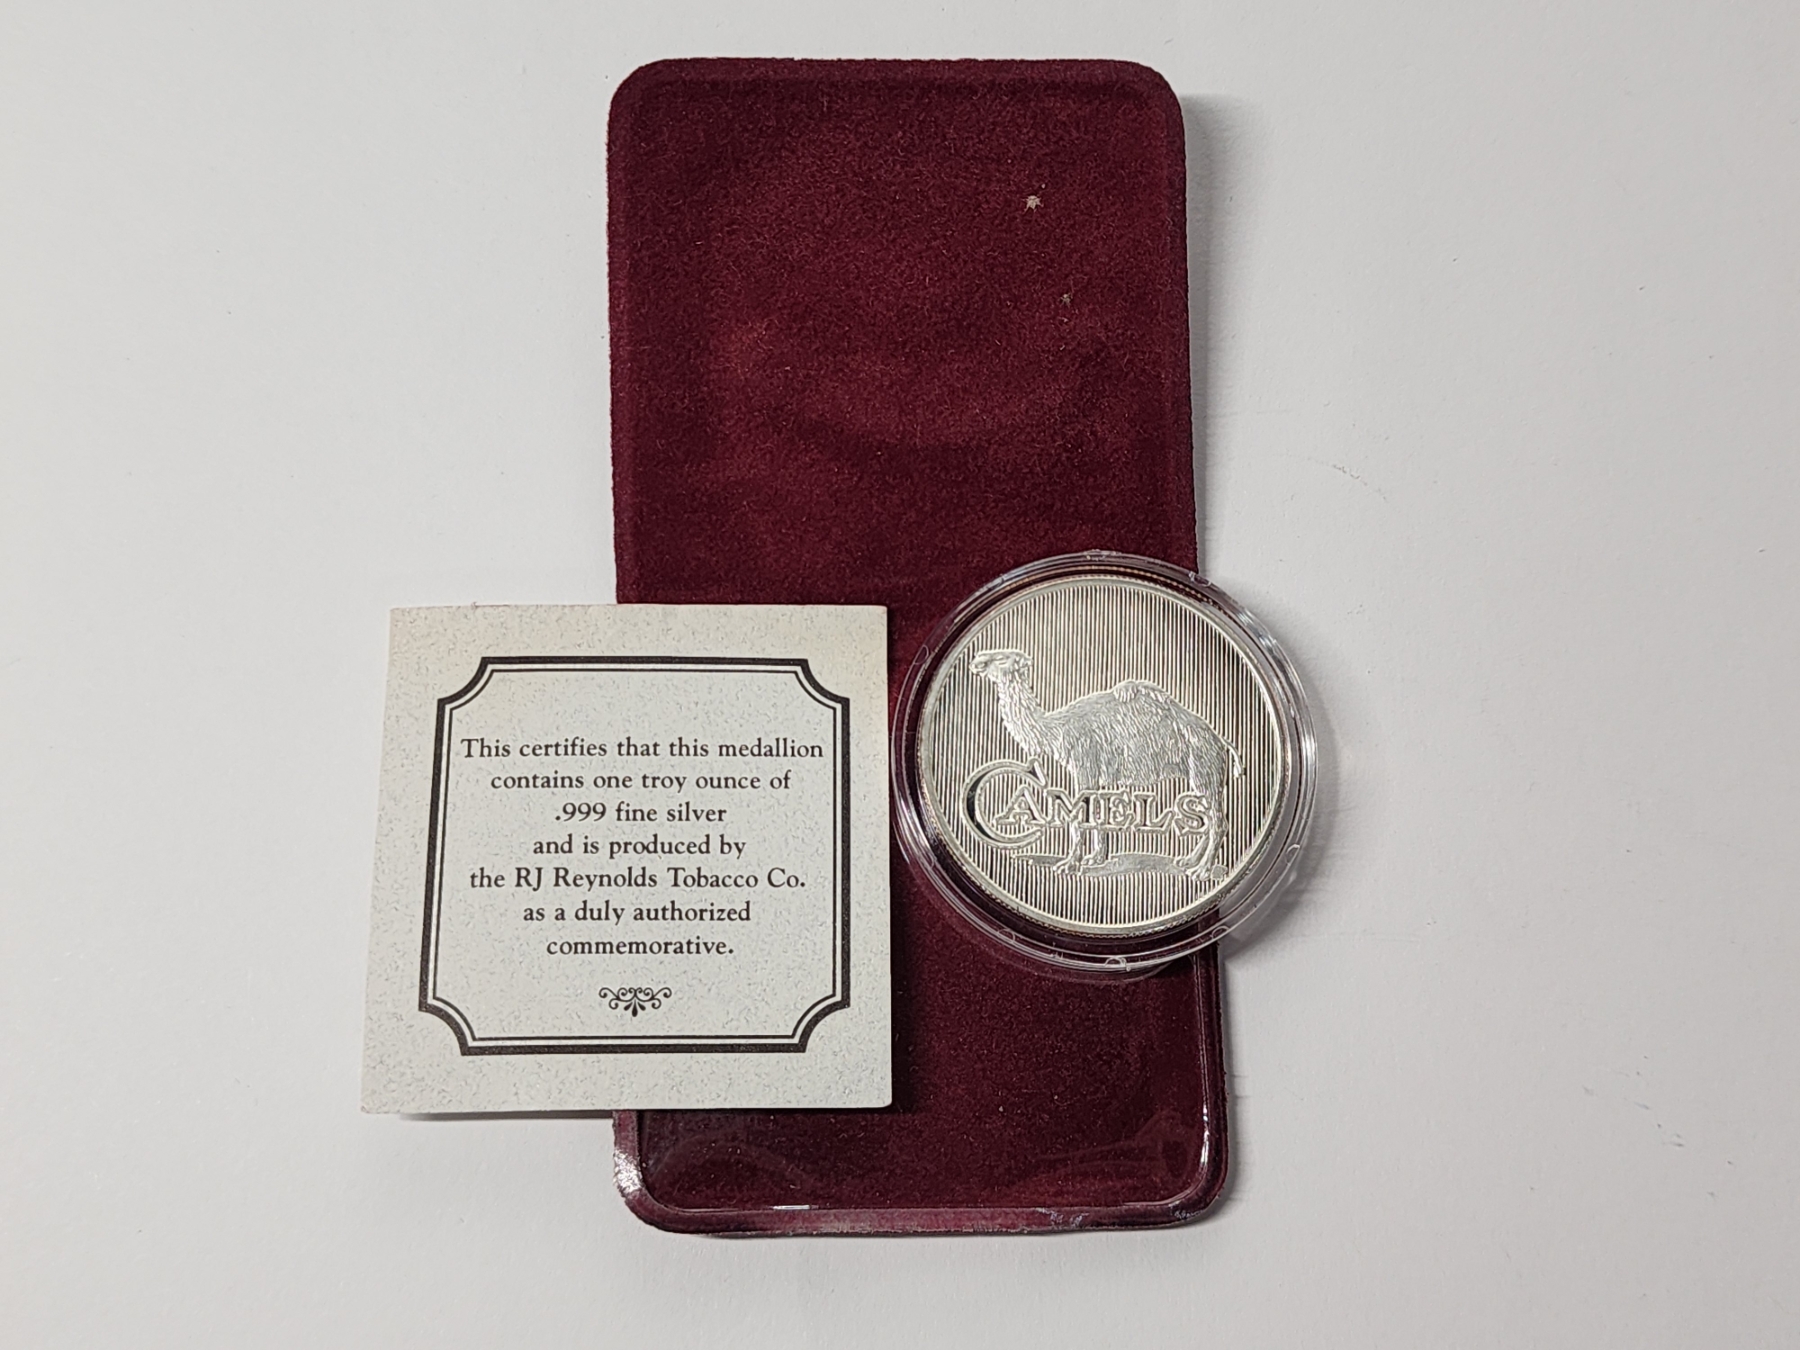 This certifies that this medallion
contains one troy ounce of
.999 fine silver
and is produced by
the RJ Reynolds Tobacco Co.
as a duly authorized
commemorative.
CAMELS